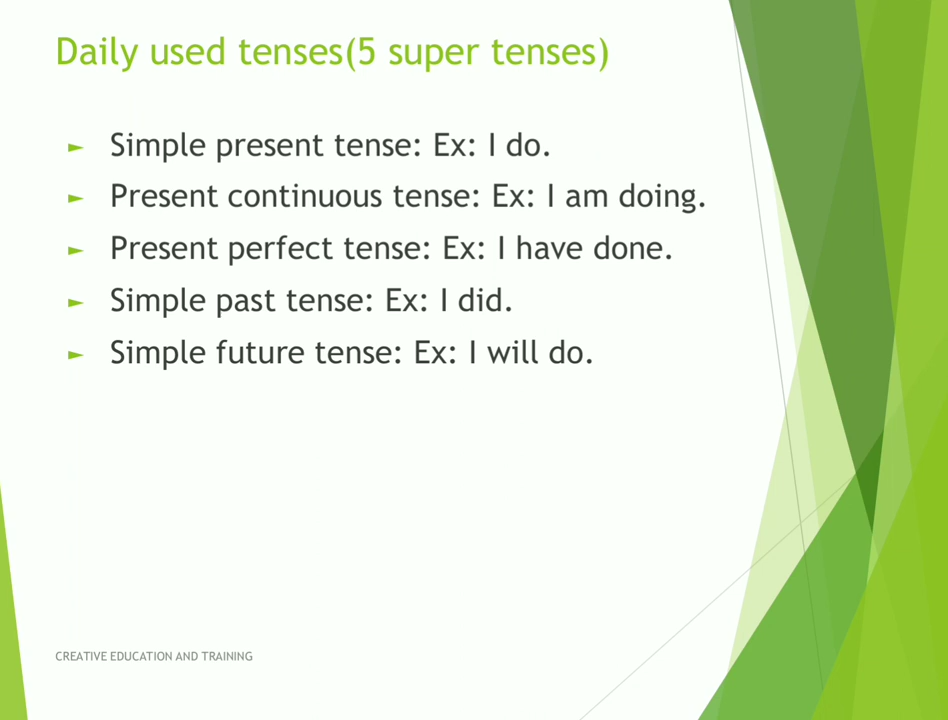 Daily used tenses(5 super tenses)
► Simple present tense: Ex: I do.
► Present continuous tense: Ex: I am doing.
► Present perfect tense: Ex: I have done.
► Simple past tense: Ex: I did.
► Simple future tense: Ex: I will do.
CREATIVE EDUCATION AND TRAINING